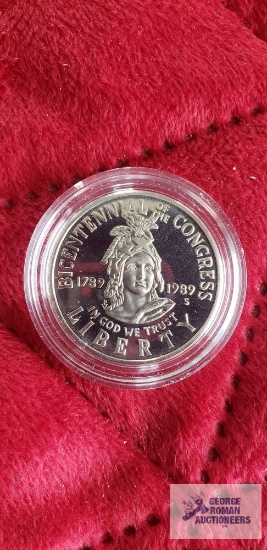 BICENTENNIAL OF THE CONGRESS
1789 1989
S
IN GOD WE TRUST
LIBERTY
GEORGE
ROMAN
AUCTIONEERS